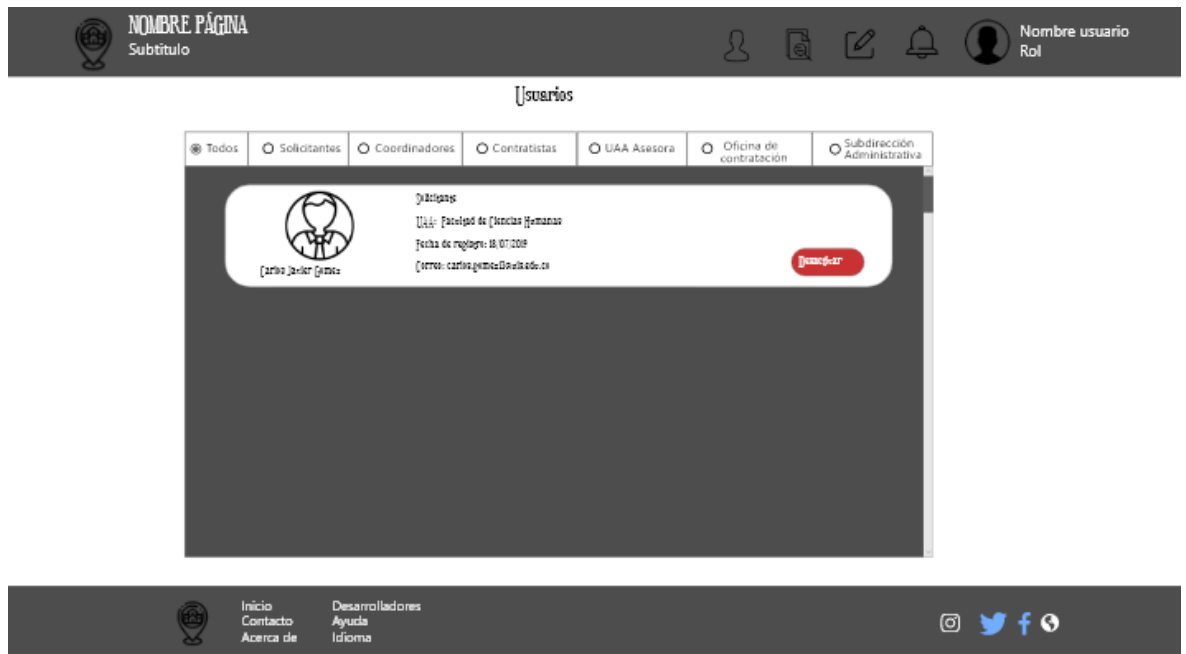 NOMBRE PÁGINA
Subtitulo
Nombre usuario
Rol
Usuarios
Todos
Solicitantes
Coordinadores
Contratistas
UAA Asesora
Oficina de
contratación
Subdirección
Administrativa
Solicitante
UAA: Facultad de Ciencias Humanas
Fecha de registro: 18/07/2019
Correo:
Carlos Javier Gomez
Inicio
Contacto
Acerca de
Desarrolladores
Ayuda
Idioma